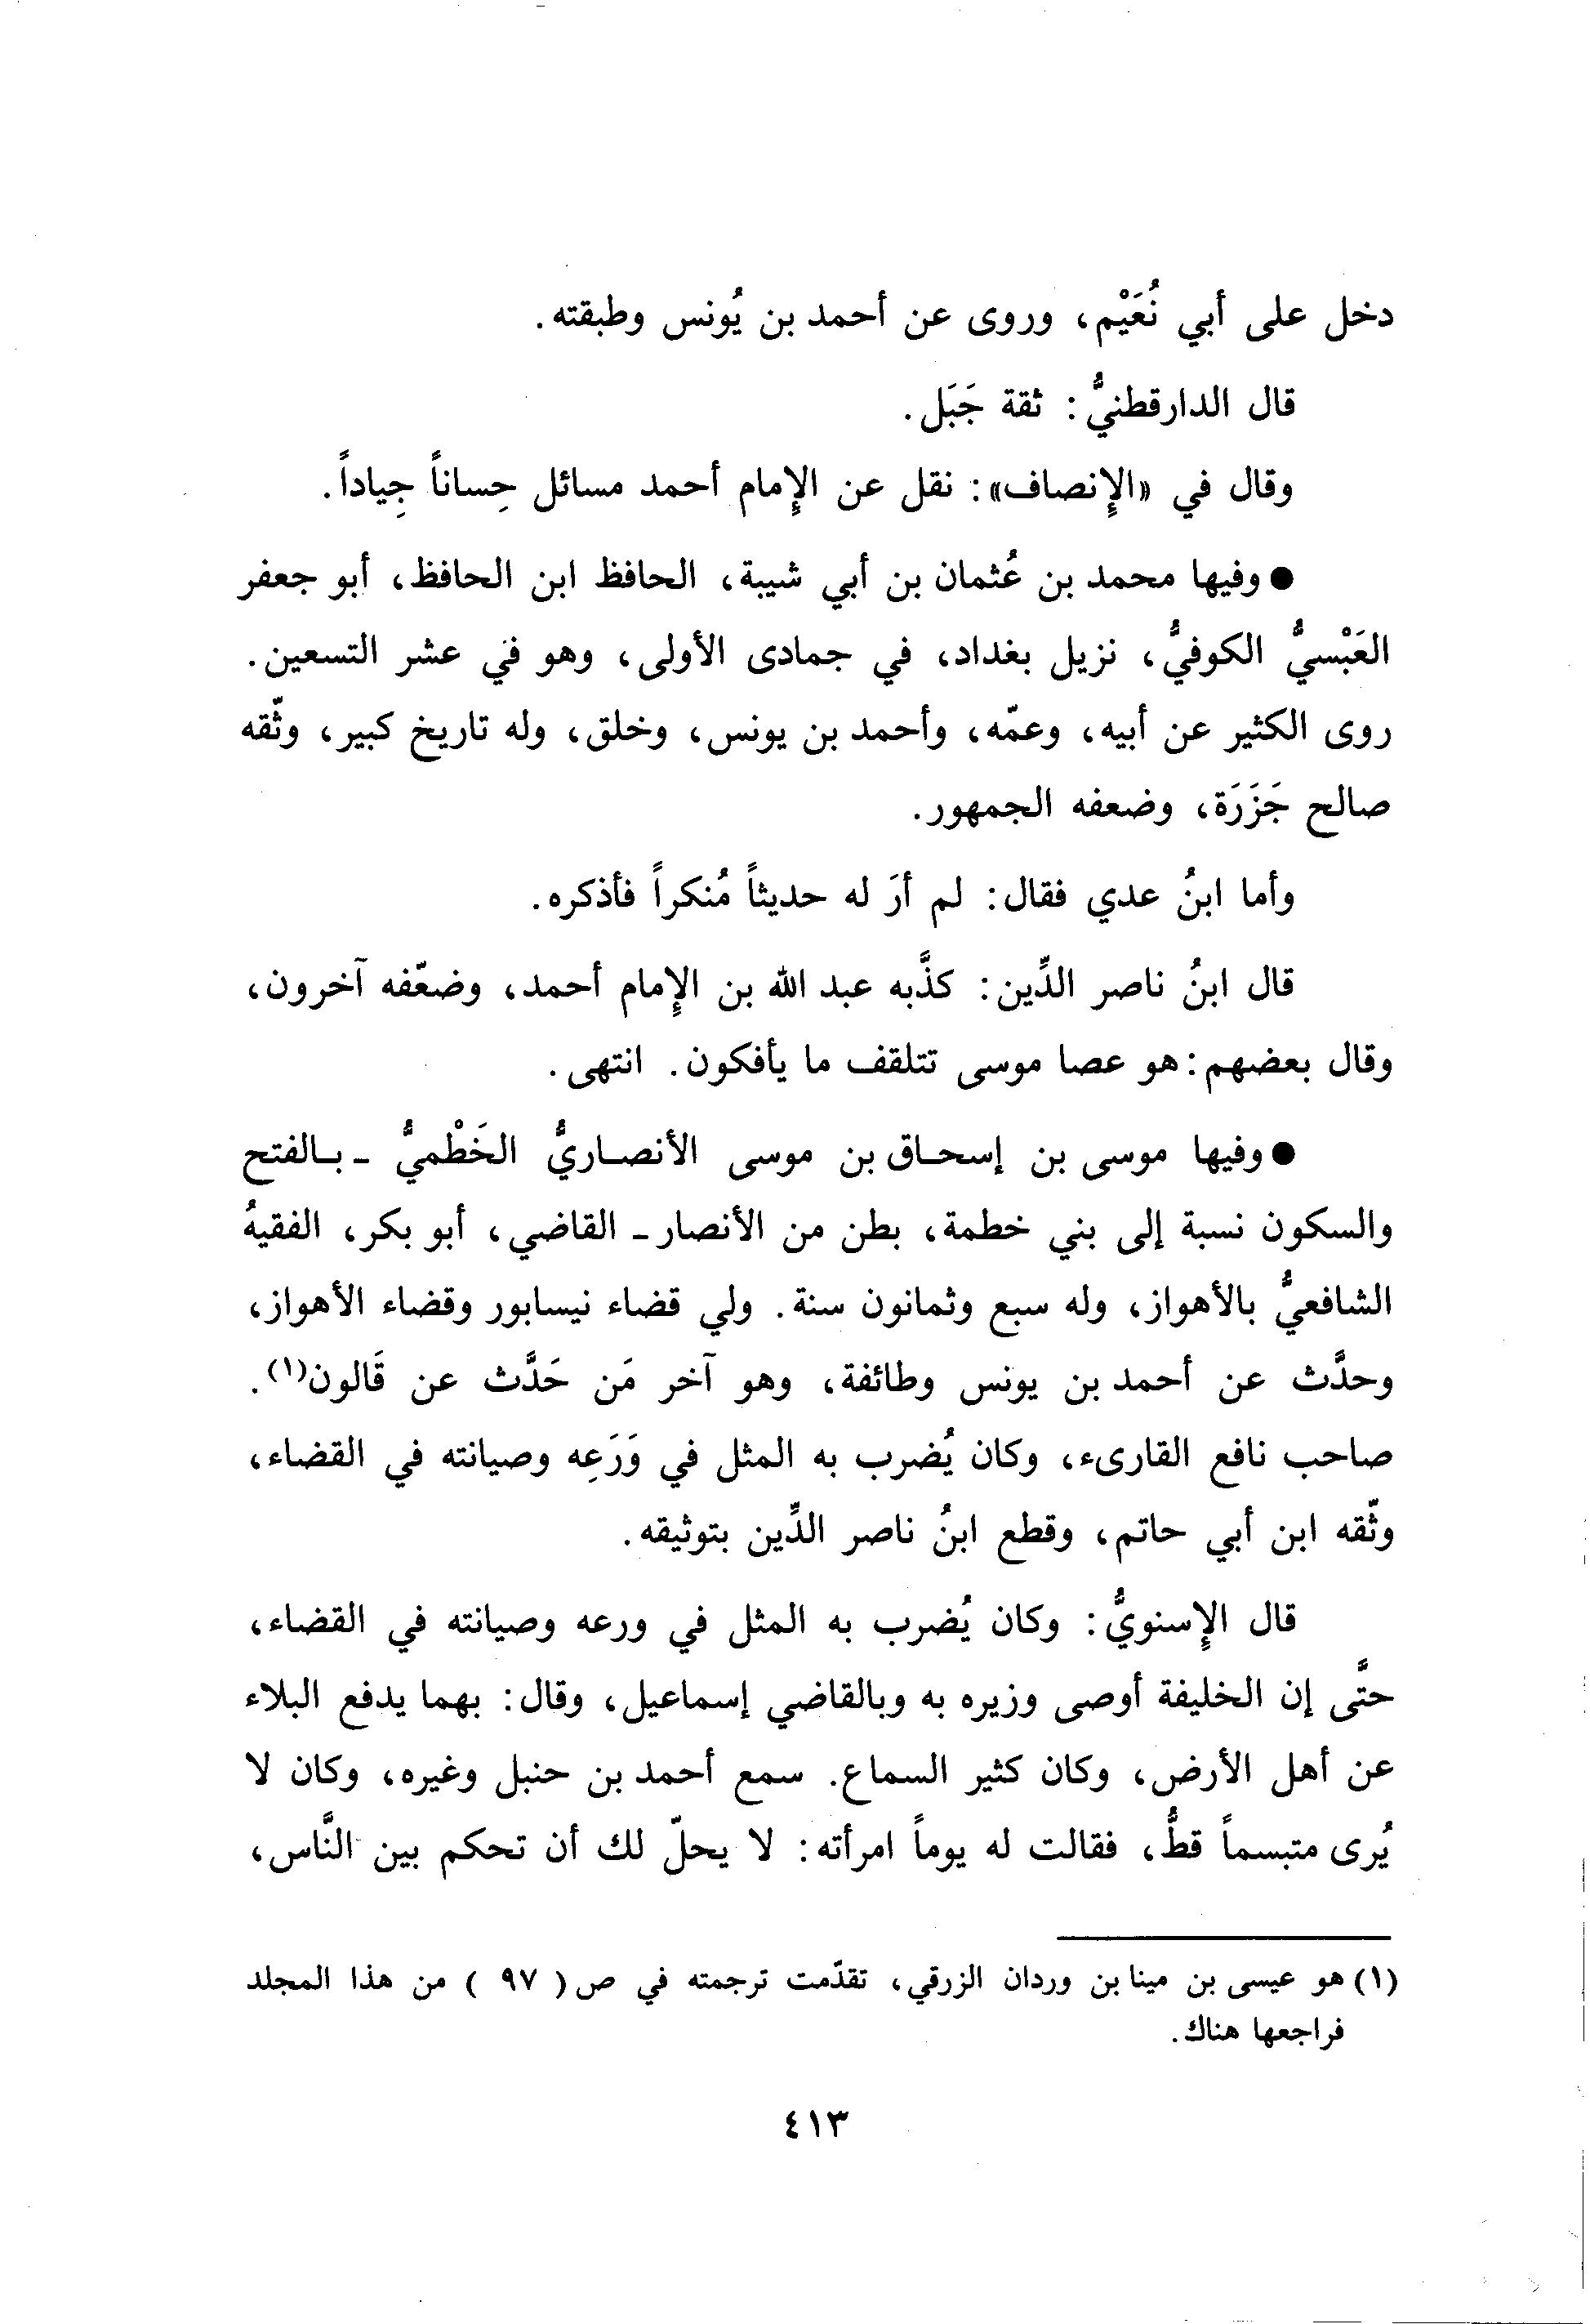 دخل على أبي نُعَيْم، وروى عن أحمد بن يُونس وطبقته.
قال الدارقطنيُّ: ثقة جَبَل.
وقال في «الإنصاف»: نقل عن الإمام أحمد مسائل حِساناً جِياداً.
● وفيها محمد بن عُثمان بن أبي شيبة، الحافظ ابن الحافظ، أبو جعفر
العَبْسيُّ الكوفيُّ، نزيل بغداد، في جمادى الأولى، وهو في عشر التسعين.
روى الكثير عن أبيه، وعمّه، وأحمد بن يونس، وخلق، وله تاريخ كبير، وثّقه
صالح جَزَرَة، وضعفه الجمهور.
وأما ابنُ عدي فقال: لم أرَ له حديثاً مُنكراً فأذكره.
قال ابنُ ناصر الدِّين: كذَّبه عبد الله بن الإمام أحمد، وضعّفه آخرون،
وقال بعضهم: هو عصا موسى تتلقف ما يأفكون. انتهى.
● وفيها موسى بن إسحاق بن موسى الأنصاريُّ الخَطْميُّ - بالفتح
والسكون نسبة إلى بني خطمة، بطن من الأنصار - القاضي، أبو بكر، الفقيهُ
الشافعيُّ بالأهواز، وله سبع وثمانون سنة. ولي قضاء نيسابور وقضاء الأهواز،
وحدَّث عن أحمد بن يونس وطائفة، وهو آخر مَن حَدَّث عن قَالون(١).
صاحب نافع القارىء، وكان يُضرب به المثل في وَرَعِه وصيانته في القضاء،
وثّقه ابن أبي حاتم، وقطع ابنُ ناصر الدِّين بتوثيقه.
قال الإسنويُّ: وكان يُضرب به المثل في ورعه وصيانته في القضاء،
حتَّى إن الخليفة أوصى وزيره به وبالقاضي إسماعيل، وقال: بهما يدفع البلاء
عن أهل الأرض، وكان كثير السماع. سمع أحمد بن حنبل وغيره، وكان لا
يُرى متبسماً قطُّ، فقالت له يوماً امرأته: لا يحلّ لك أن تحكم بين النَّاس،
(١) هو عيسى بن مينا بن وردان الزرقي، تقدّمت ترجمته في ص ( ٩٧ ) من هذا المجلد
فراجعها هناك.
٤١٣